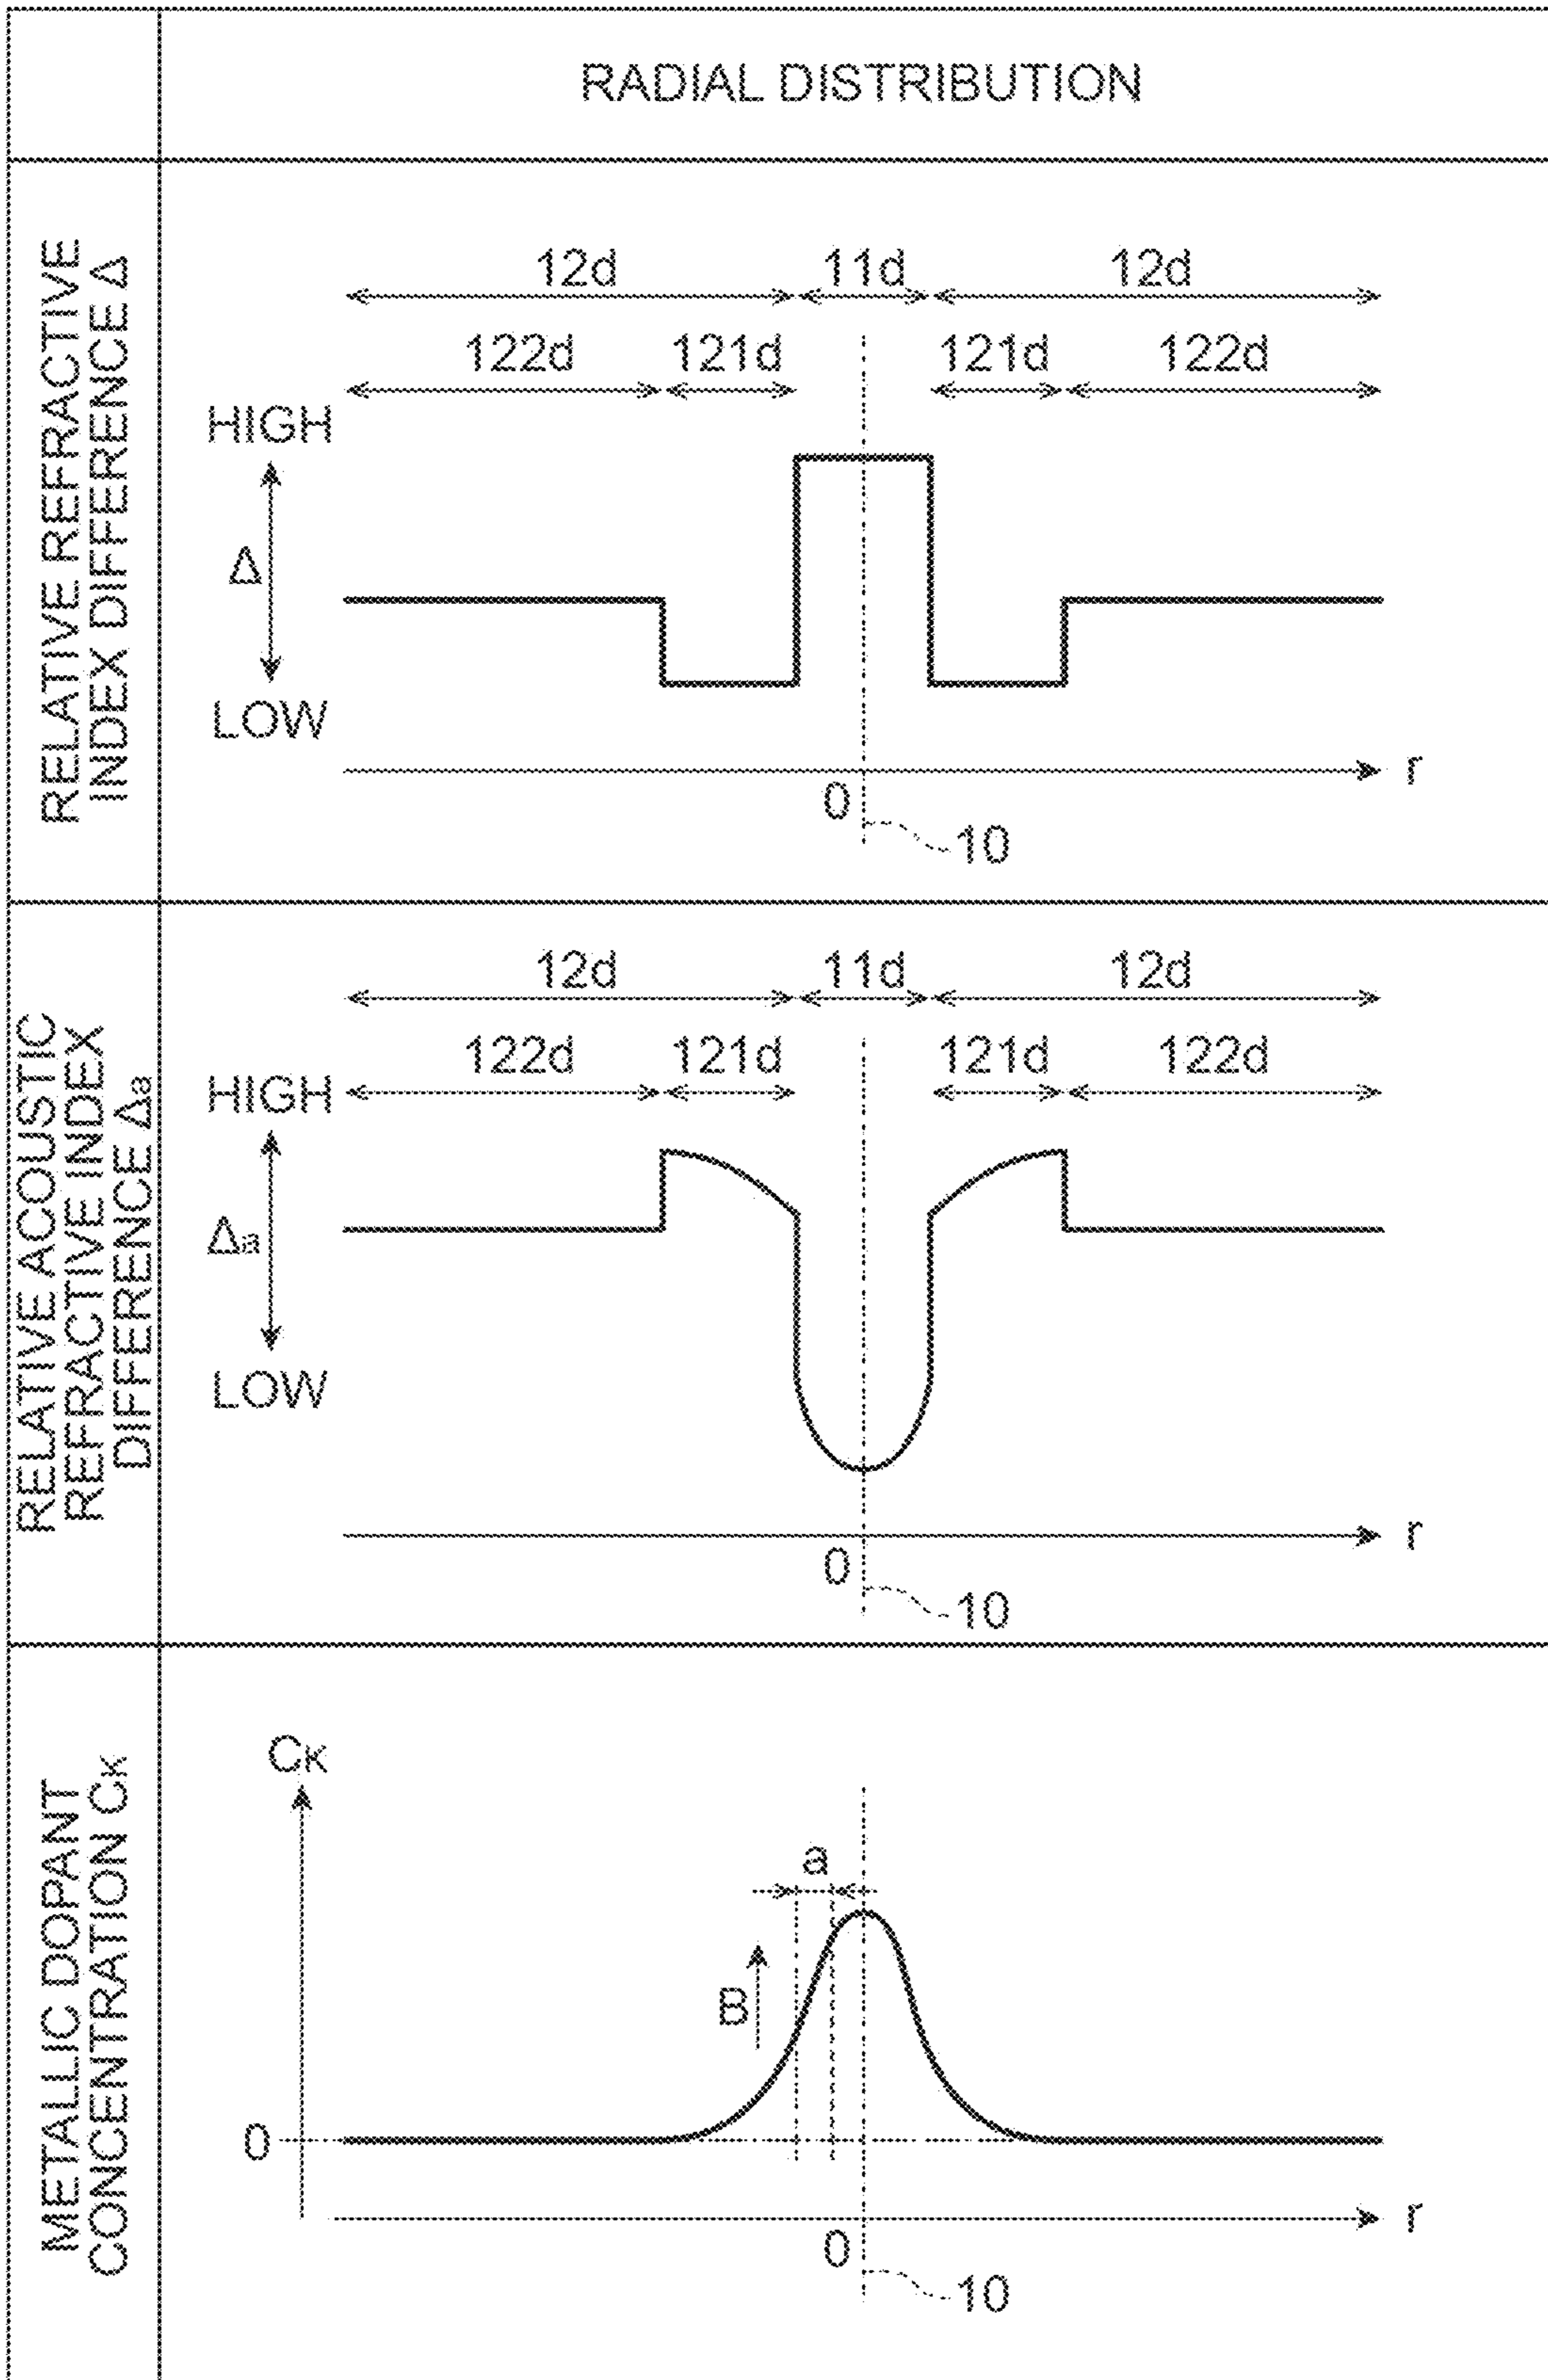 RADIAL DISTRIBUTION
RELATIVE REFRACTIVE
INDEX DIFFERENCE Δ
12d 11d 12d
122d 121d 121d 122d
HIGH
Δ
LOW
r
0
10
RELATIVE ACOUSTIC
REFRACTIVE INDEX
DIFFERENCE Δa
12d 11d 12d
122d 121d 121d 122d
HIGH
Δa
LOW
r
0
10
METALLIC DOPANT
CONCENTRATION CK
CK
a
B
0
r
0
10